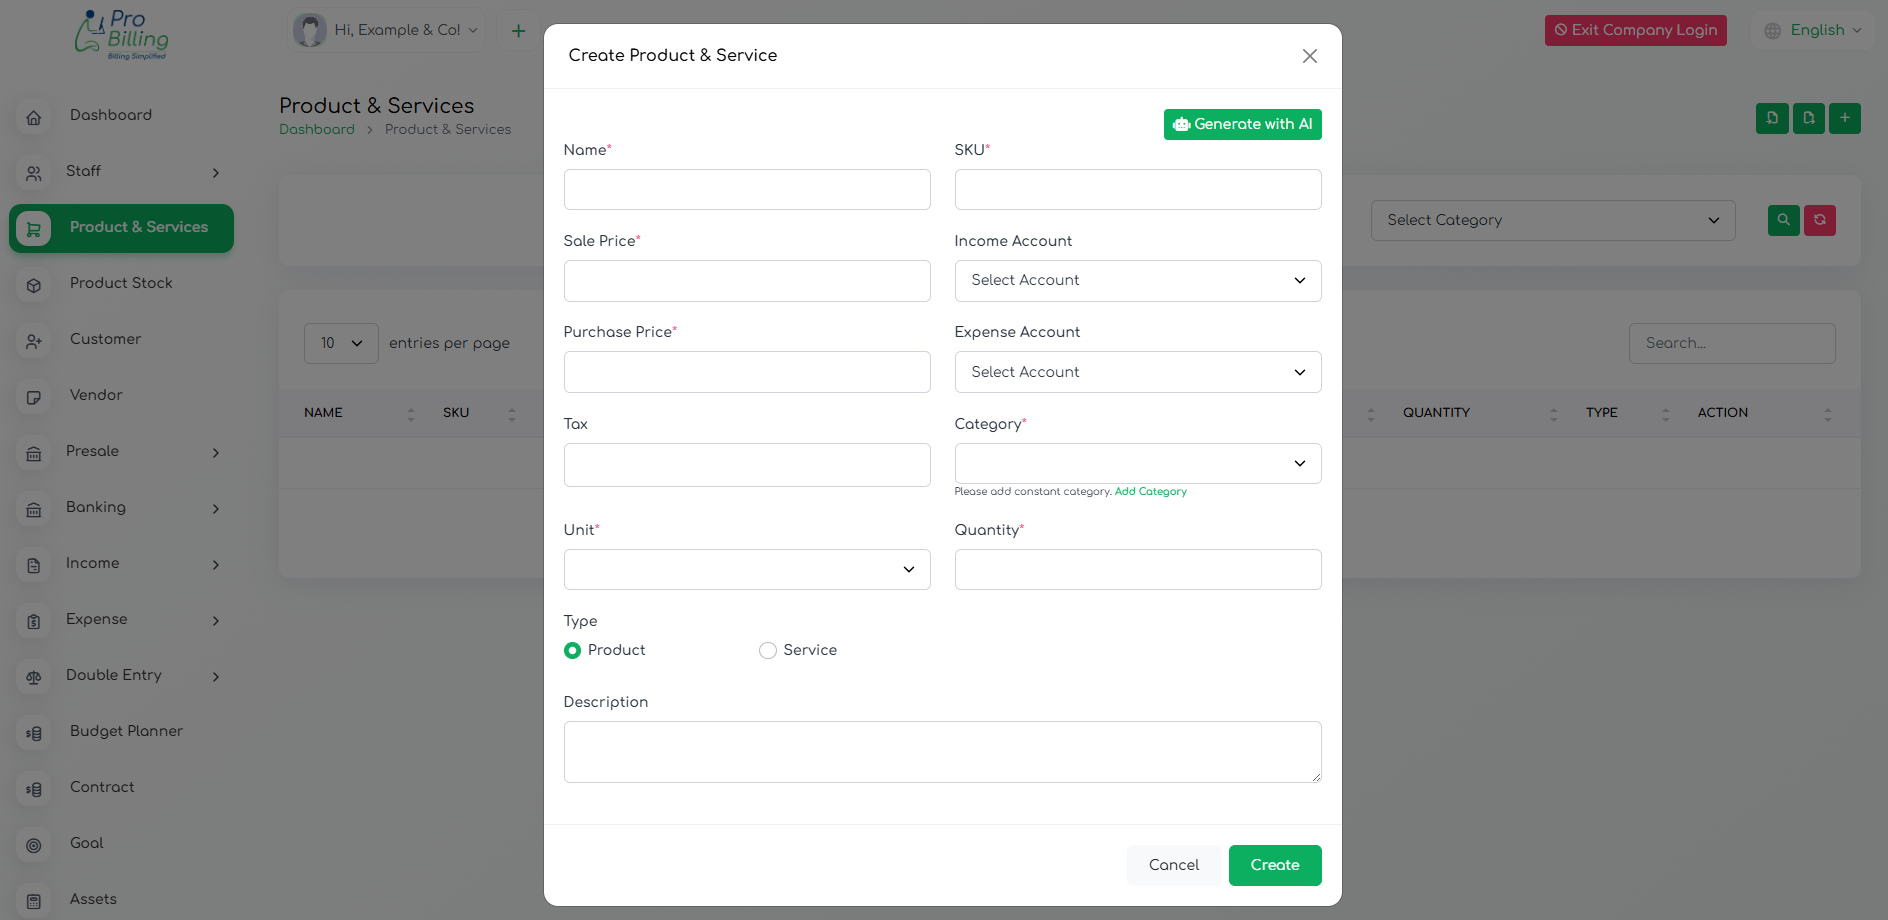 Pro
Billing
Billing Simplified
Hi, Example & Co!
Exit Company Login
English
Dashboard
Staff
Product & Services
Product Stock
Customer
Vendor
Presale
Banking
Income
Expense
Double Entry
Budget Planner
Contract
Goal
Assets
Product & Services
Dashboard > Product & Services
Select Category
10 entries per page
Search...
NAME SKU QUANTITY TYPE ACTION
Create Product & Service
Generate with AI
Name* SKU*
Sale Price* Income Account
Select Account
Purchase Price* Expense Account
Select Account
Tax Category*
Please add constant category. Add Category
Unit* Quantity*
Type
Product Service
Description
Cancel Create